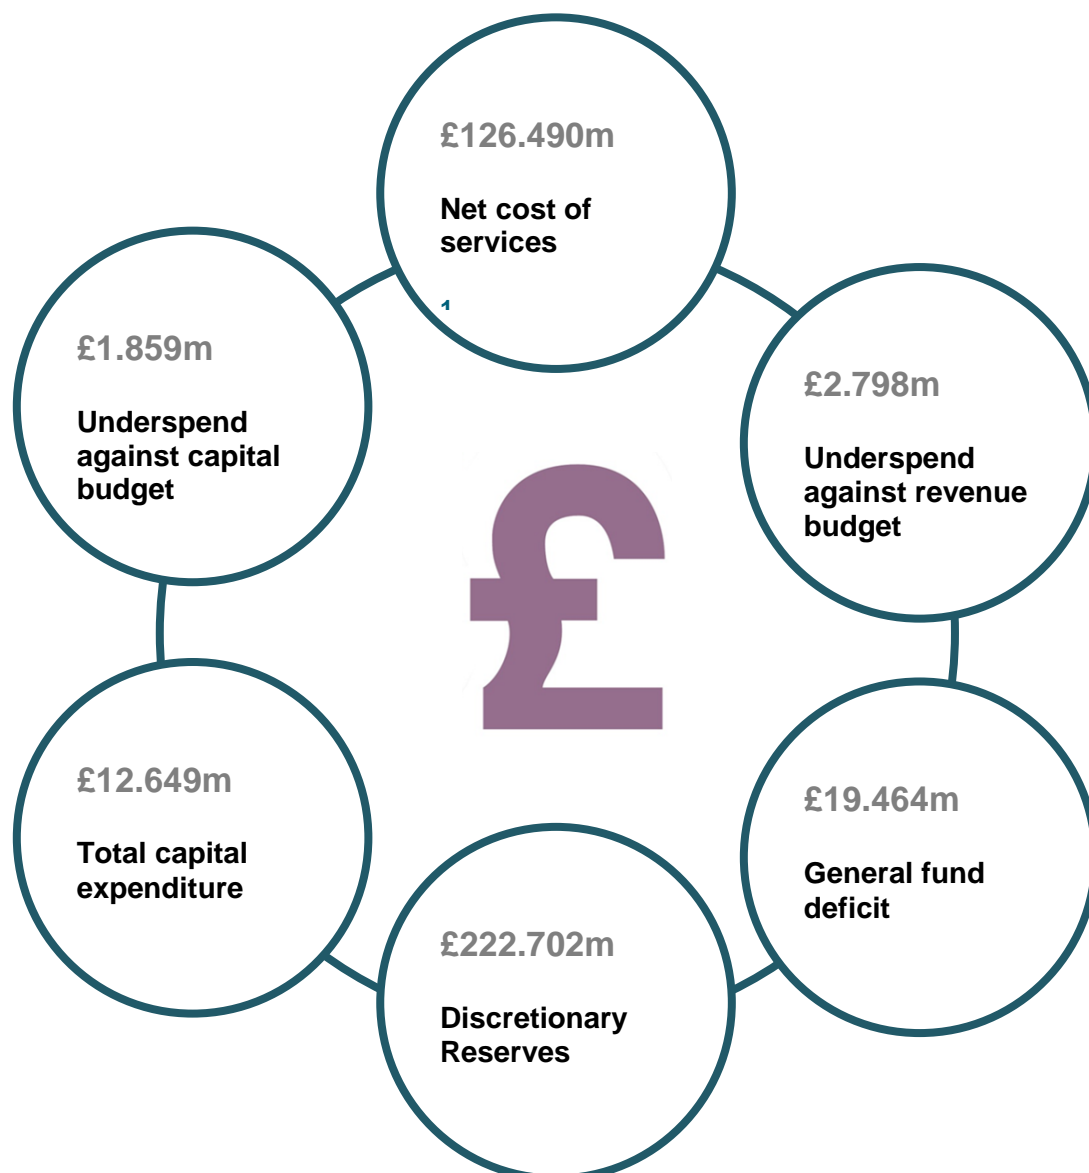 £126.490m
Net cost of
services
1
£2.798m
Underspend
against revenue
budget
£19.464m
General fund
deficit
£222.702m
Discretionary
Reserves
£12.649m
Total capital
expenditure
£1.859m
Underspend
against capital
budget
£